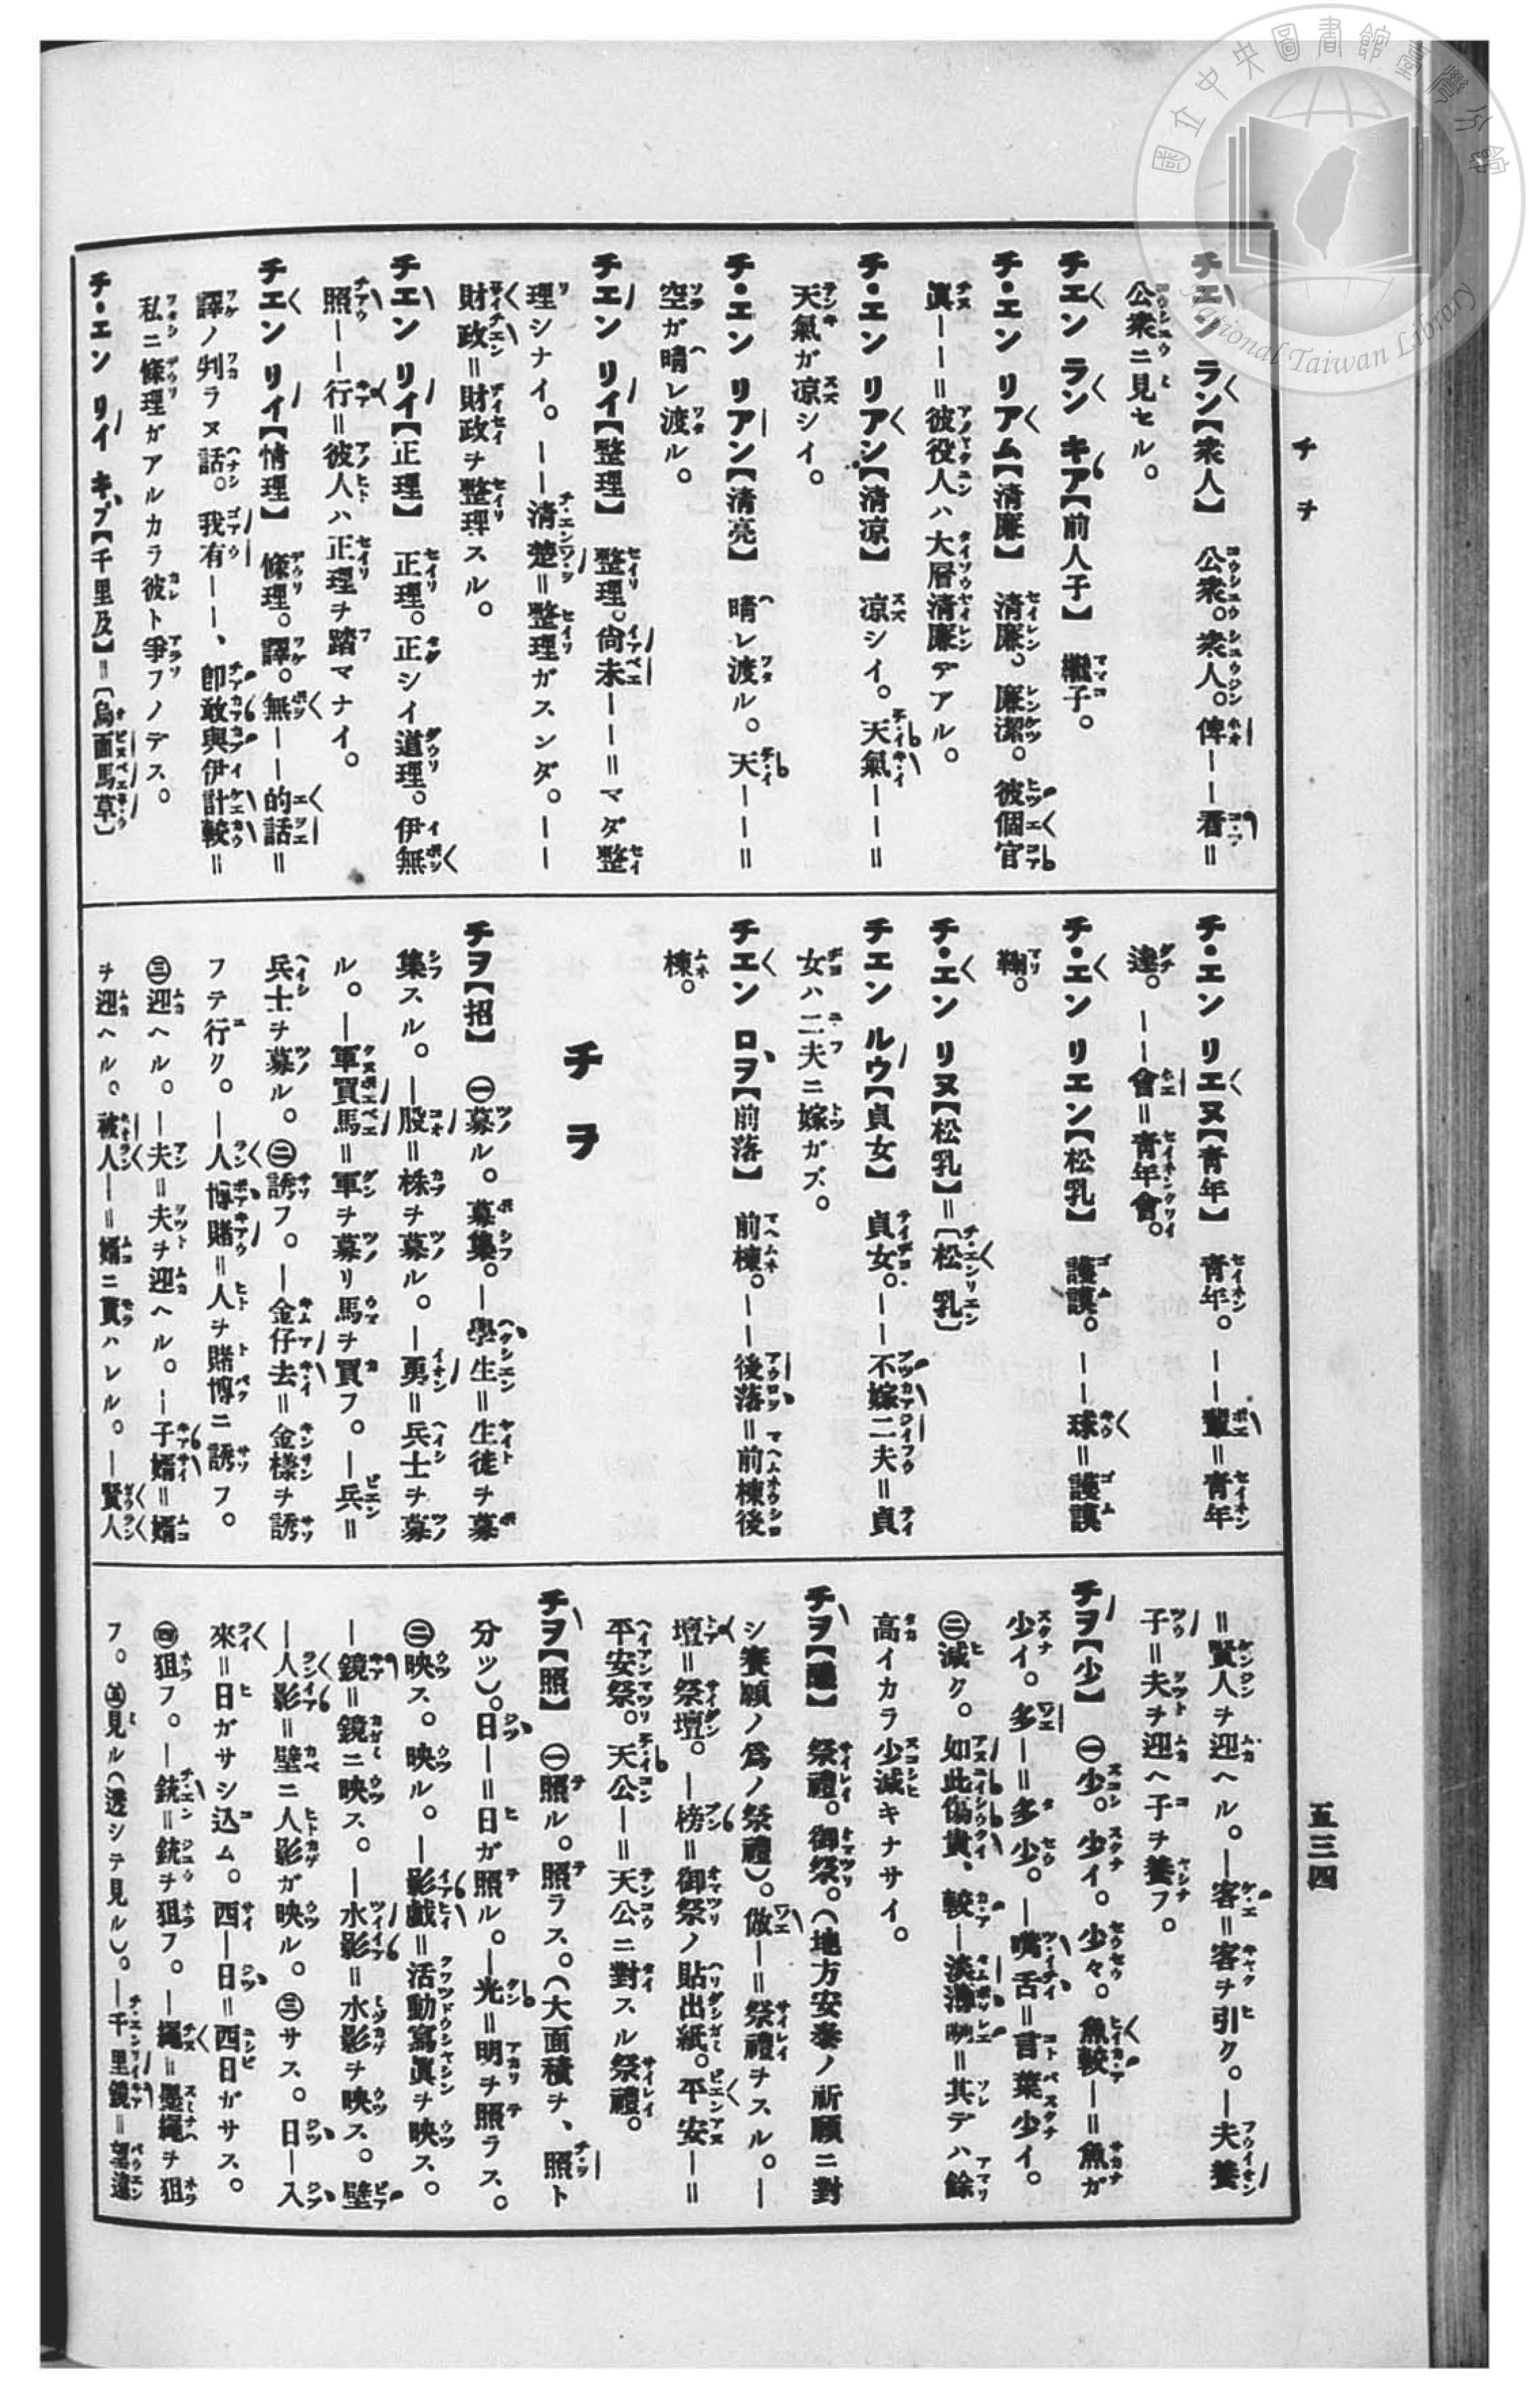 國立中央圖書館臺灣分館
National Taiwan Library
チヲ
五三四
チエン ラン【衆人】 公衆。衆人。俾――看=
公衆ニ見セル。
チエン ラン キア【前人子】 繼子。
チ・エン リアム【清廉】 清廉、廉潔。彼個官
眞――=彼役人ハ大層清廉デアル。
チ・エン リアン【清凉】 凉シイ。天氣――=
天氣ガ凉シイ。
チ・エン リアン【清亮】 晴レ渡ル。天――=
空ガ晴レ渡ル。
チエン リイ【整理】 整理。尙未――=マダ整
理シナイ。――清楚=整理ガスンダ。――
財政=財政ヲ整理スル。
チエン リイ【正理】 正理。正シイ道理。伊無
照――行=彼人ハ正理ヲ踏マナイ。
チエン リイ【情理】 條理。譯。無――的話=
譯ノ判ラヌ話。我有――、卽敢與伊計較=
私ニ條理ガアルカラ彼ト爭フノデス。
チ・エン リイ キプ【千里及】=〔烏面馬草〕
チ・エン リエヌ【青年】 青年。――輩=青年
達。――會=青年會。
チ・エン リエン【松乳】 護謨。――球=護謨
鞠。
チ・エン リヌ【松乳】=〔松乳〕
チエン ルウ【貞女】 貞女。――不嫁二夫=貞
女ハ二夫ニ嫁ガズ。
チエン ロヲ【前落】 前棟。――後落=前棟後
棟。
チヲ
チヲ【招】 ㊀募ル。募集。―學生=生徒ヲ募
集スル。―股=株ヲ募ル。―勇=兵士ヲ募
ル。―軍買馬=軍ヲ募リ馬ヲ買フ。―兵=
兵士ヲ募ル。㊁誘フ。―金仔去=金樣ヲ誘
フテ行ク。―人博賭=人ヲ賭博ニ誘フ。
㊂迎ヘル。―夫=夫ヲ迎ヘル。―子婿=婿
ヲ迎ヘル。被人―=婿ニ貰ハレル。―賢人
=賢人ヲ迎ヘル。―客=客ヲ引ク。―夫養
子=夫ヲ迎ヘ子ヲ養フ。
チヲ【少】 ㊀少。少イ。少々。魚較―=魚ガ
少イ。多―=多少。―嘴舌=言葉少イ。
㊁減ク。如此傷貴、較―淡薄=其デハ餘
高イカラ少減キナサイ。
チヲ【醮】 祭禮。御祭。(地方安泰ノ祈願ニ對
シ賽願ノ爲ノ祭禮)。做―=祭禮ヲスル。―
壇=祭壇。―榜=御祭ノ貼出紙。平安―=
平安祭。天公―=天公ニ對スル祭禮。
チヲ【照】 ㊀照ル。照ラス。(大面積ヲ、照ト
分ツ)。日―=日ガ照ル。―光=明ヲ照ラス。
㊁映ス。映ル。―影戲=活動寫眞ヲ映ス。
―鏡=鏡ニ映ス。―水影=水影ヲ映ス。壁
―人影=壁ニ人影ガ映ル。㊂サス。日―入
來=日ガサシ込ム。西―日=西日ガサス。
㊃狙フ。―銃=銃ヲ狙フ。―繩=墨繩ヲ狙
フ。㊄見ル(透シテ見ル)。―千里鏡=望遠